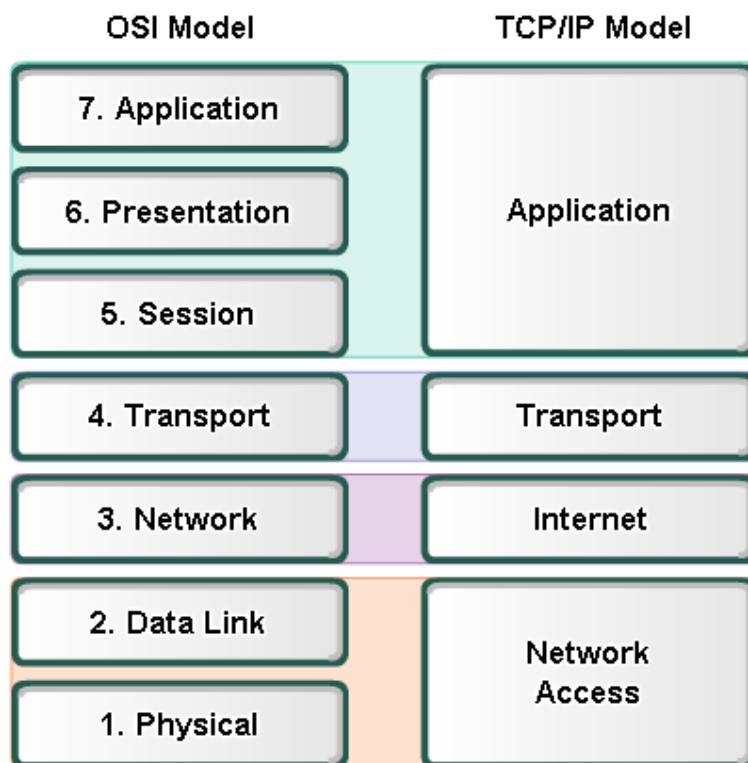 OSI Model
TCP/IP Model
7. Application
6. Presentation
5. Session
Application
4. Transport
Transport
3. Network
Internet
2. Data Link
1. Physical
Network
Access